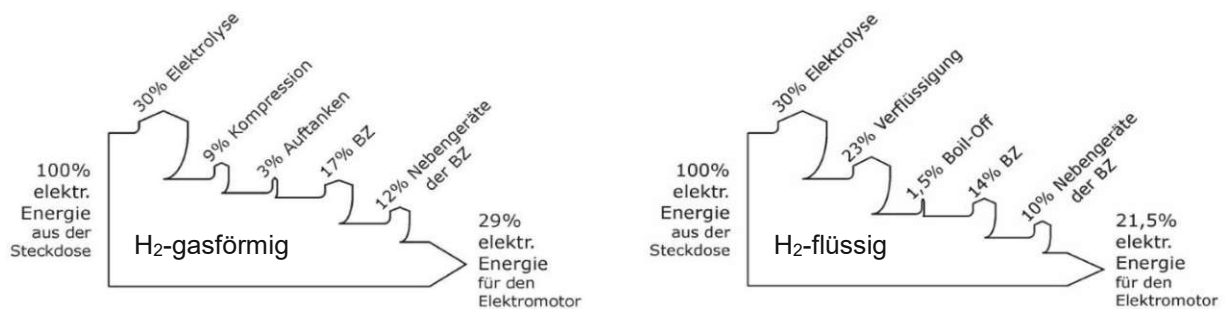 30% Elektrolyse
9% Kompression
3% Auftanken
17% BZ
12% Nebengeräte
der BZ
100%
elektr.
Energie
aus der
Steckdose
H₂-gasförmig
29%
elektr.
Energie
für den
Elektromotor
30% Elektrolyse
23% Verflüssigung
1,5% Boil-Off
14% BZ
10% Nebengeräte
der BZ
100%
elektr.
Energie
aus der
Steckdose
H₂-flüssig
21,5%
elektr.
Energie
für den
Elektromotor